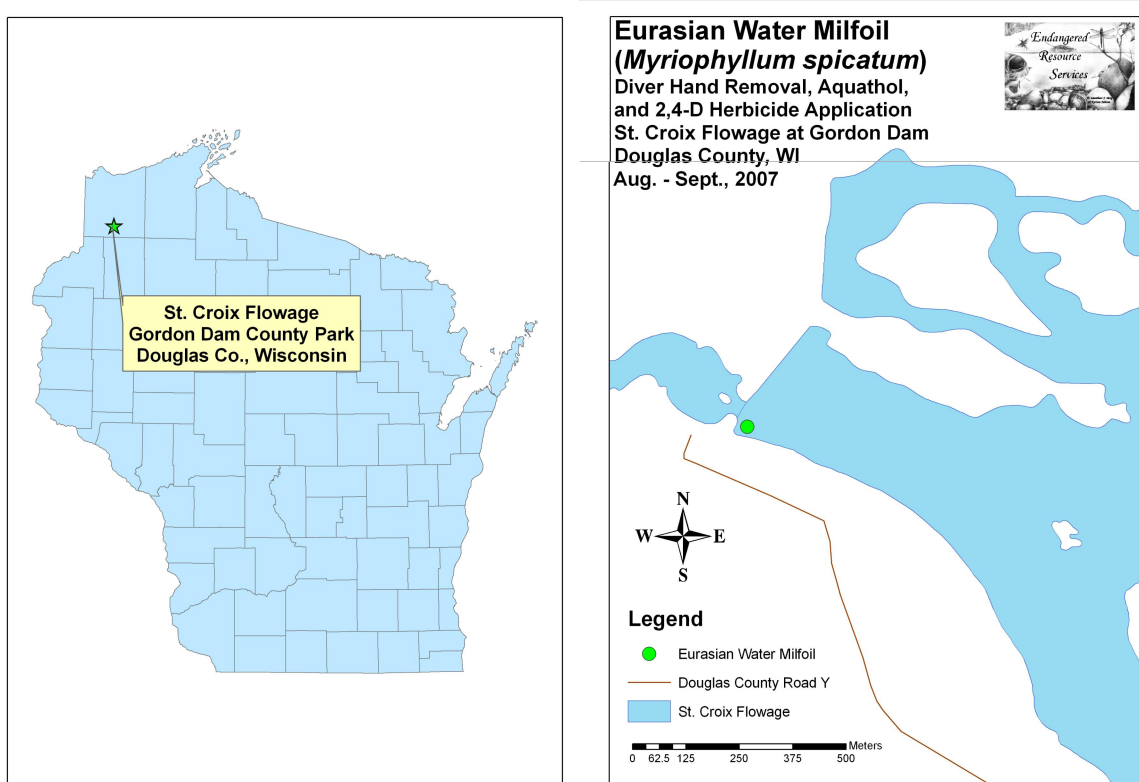 St. Croix Flowage
Gordon Dam County Park
Douglas Co., Wisconsin
Eurasian Water Milfoil
(Myriophyllum spicatum)
Diver Hand Removal, Aquathol,
and 2,4-D Herbicide Application
St. Croix Flowage at Gordon Dam
Douglas County, WI
Aug. - Sept., 2007
Endangered
Resource
Services
N
W E
S
Legend
Eurasian Water Milfoil
Douglas County Road Y
St. Croix Flowage
Meters
0 62.5 125 250 375 500